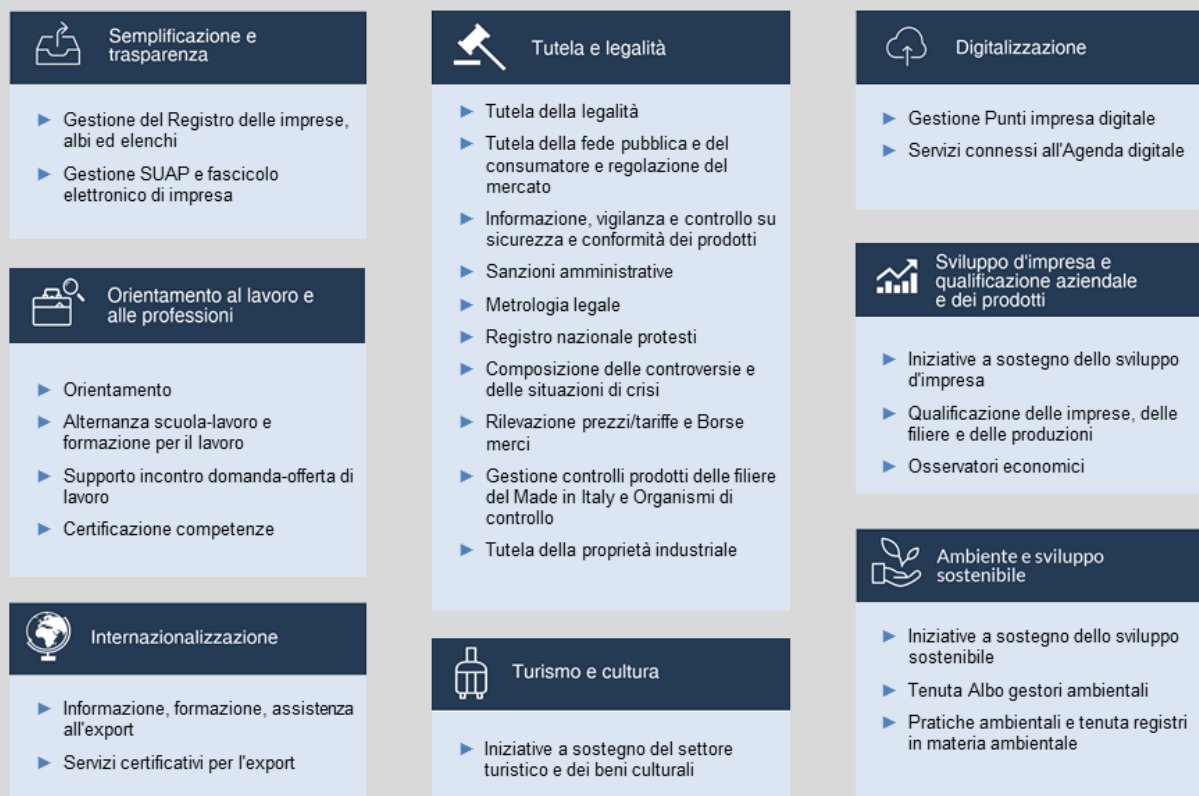 Semplificazione e
trasparenza
► Gestione del Registro delle imprese,
albi ed elenchi
► Gestione SUAP e fascicolo
elettronico di impresa
Orientamento al lavoro e
alle professioni
► Orientamento
► Alternanza scuola-lavoro e
formazione per il lavoro
► Supporto incontro domanda-offerta di
lavoro
► Certificazione competenze
Internazionalizzazione
► Informazione, formazione, assistenza
all'export
► Servizi certificativi per l'export
Tutela e legalità
► Tutela della legalità
► Tutela della fede pubblica e del
consumatore e regolazione del
mercato
► Informazione, vigilanza e controllo su
sicurezza e conformità dei prodotti
► Sanzioni amministrative
► Metrologia legale
► Registro nazionale protesti
► Composizione delle controversie e
delle situazioni di crisi
► Rilevazione prezzi/tariffe e Borse
merci
► Gestione controlli prodotti delle filiere
del Made in Italy e Organismi di
controllo
► Tutela della proprietà industriale
Turismo e cultura
► Iniziative a sostegno del settore
turistico e dei beni culturali
Digitalizzazione
► Gestione Punti impresa digitale
► Servizi connessi all'Agenda digitale
Sviluppo d'impresa e
qualificazione aziendale
e dei prodotti
► Iniziative a sostegno dello sviluppo
d'impresa
► Qualificazione delle imprese, delle
filiere e delle produzioni
► Osservatori economici
Ambiente e sviluppo
sostenibile
► Iniziative a sostegno dello sviluppo
sostenibile
► Tenuta Albo gestori ambientali
► Pratiche ambientali e tenuta registri
in materia ambientale